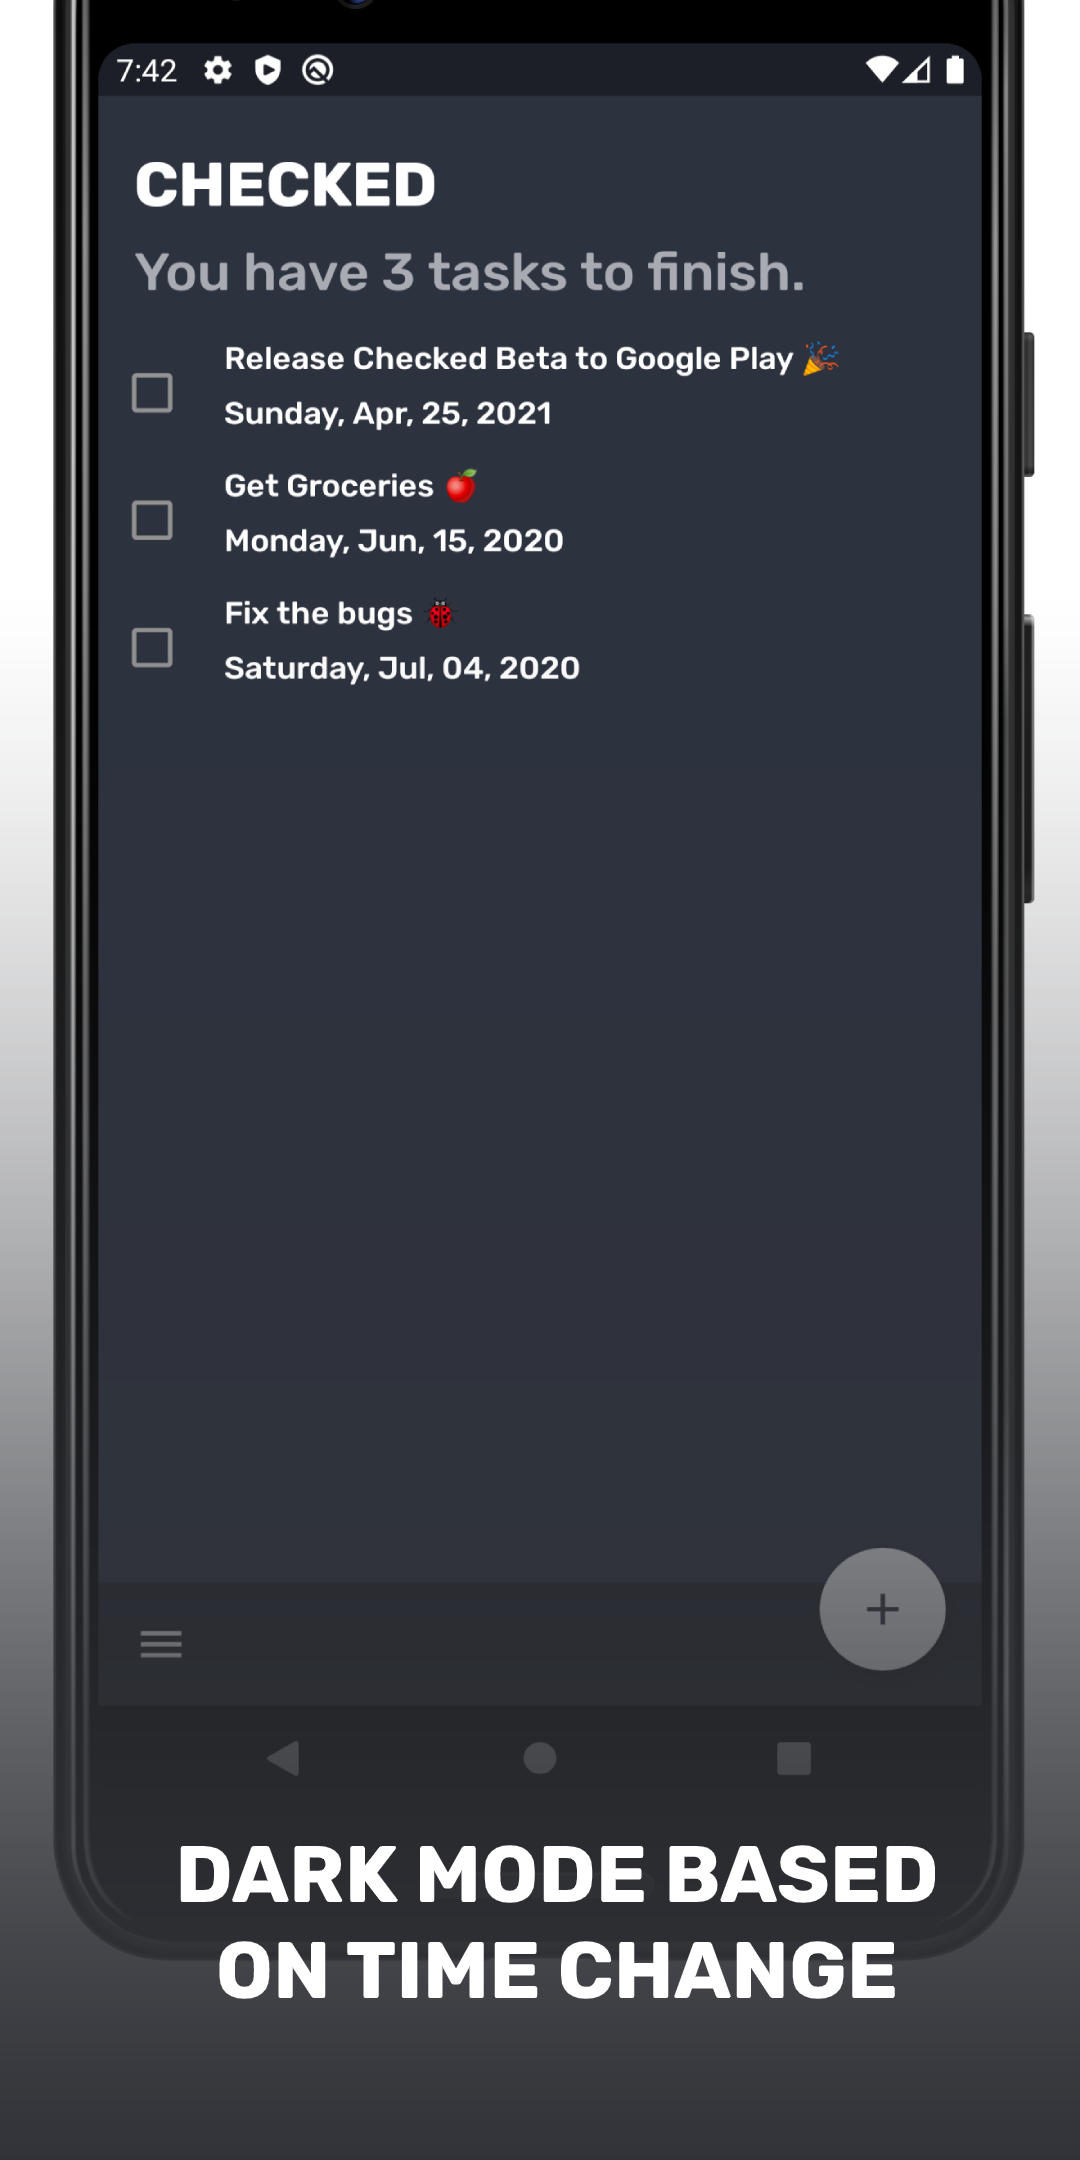 7:42
CHECKED
You have 3 tasks to finish.
Release Checked Beta to Google Play 🎉
Sunday, Apr, 25, 2021
Get Groceries 🍎
Monday, Jun, 15, 2020
Fix the bugs 🐞
Saturday, Jul, 04, 2020
DARK MODE BASED
ON TIME CHANGE